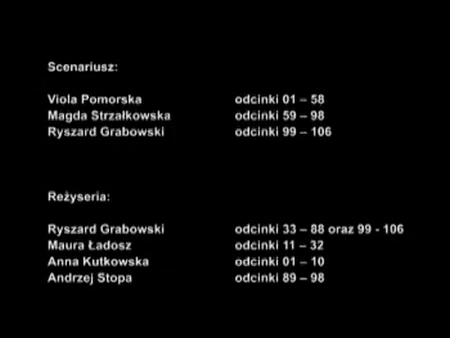 Scenariusz:
Viola Pomorska odcinki 01 – 58
Magda Strzałkowska odcinki 59 – 98
Ryszard Grabowski odcinki 99 – 106
Reżyseria:
Ryszard Grabowski odcinki 33 – 88 oraz 99 - 106
Maura Ładosz odcinki 11 – 32
Anna Kutkowska odcinki 01 – 10
Andrzej Stopa odcinki 89 – 98